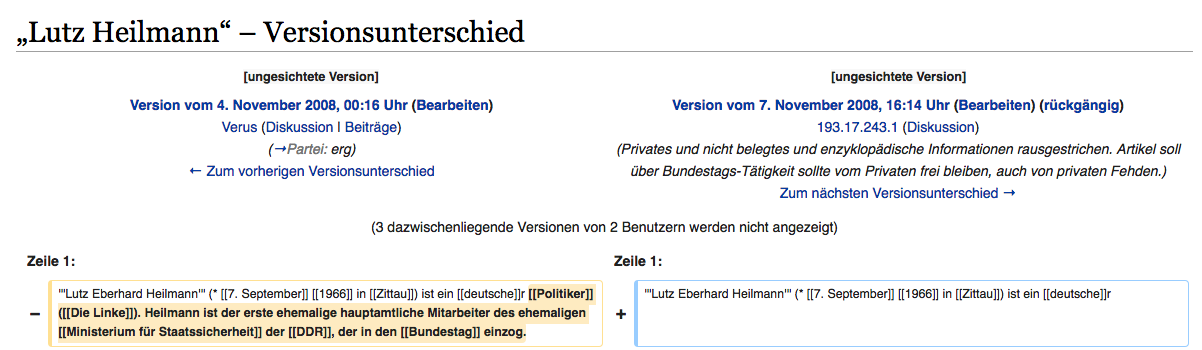 „Lutz Heilmann“ – Versionsunterschied
[ungesichtete Version]
Version vom 4. November 2008, 00:16 Uhr (Bearbeiten)
Verus (Diskussion | Beiträge)
(→Partei: erg)
← Zum vorherigen Versionsunterschied
[ungesichtete Version]
Version vom 7. November 2008, 16:14 Uhr (Bearbeiten) (rückgängig)
193.17.243.1 (Diskussion)
(Privates und nicht belegtes und enzyklopädische Informationen rausgestrichen. Artikel soll
über Bundestags-Tätigkeit sollte vom Privaten frei bleiben, auch von privaten Fehden.)
Zum nächsten Versionsunterschied →
(3 dazwischenliegende Versionen von 2 Benutzern werden nicht angezeigt)
Zeile 1:
− '''Lutz Eberhard Heilmann''' (* [[7. September]] [[1966]] in [[Zittau]]) ist ein [[deutsche]]r [[Politiker]]
([[Die Linke]]). Heilmann ist der erste ehemalige hauptamtliche Mitarbeiter des ehemaligen
[[Ministerium für Staatssicherheit]] der [[DDR]], der in den [[Bundestag]] einzog.
Zeile 1:
+ '''Lutz Eberhard Heilmann''' (* [[7. September]] [[1966]] in [[Zittau]]) ist ein [[deutsche]]r